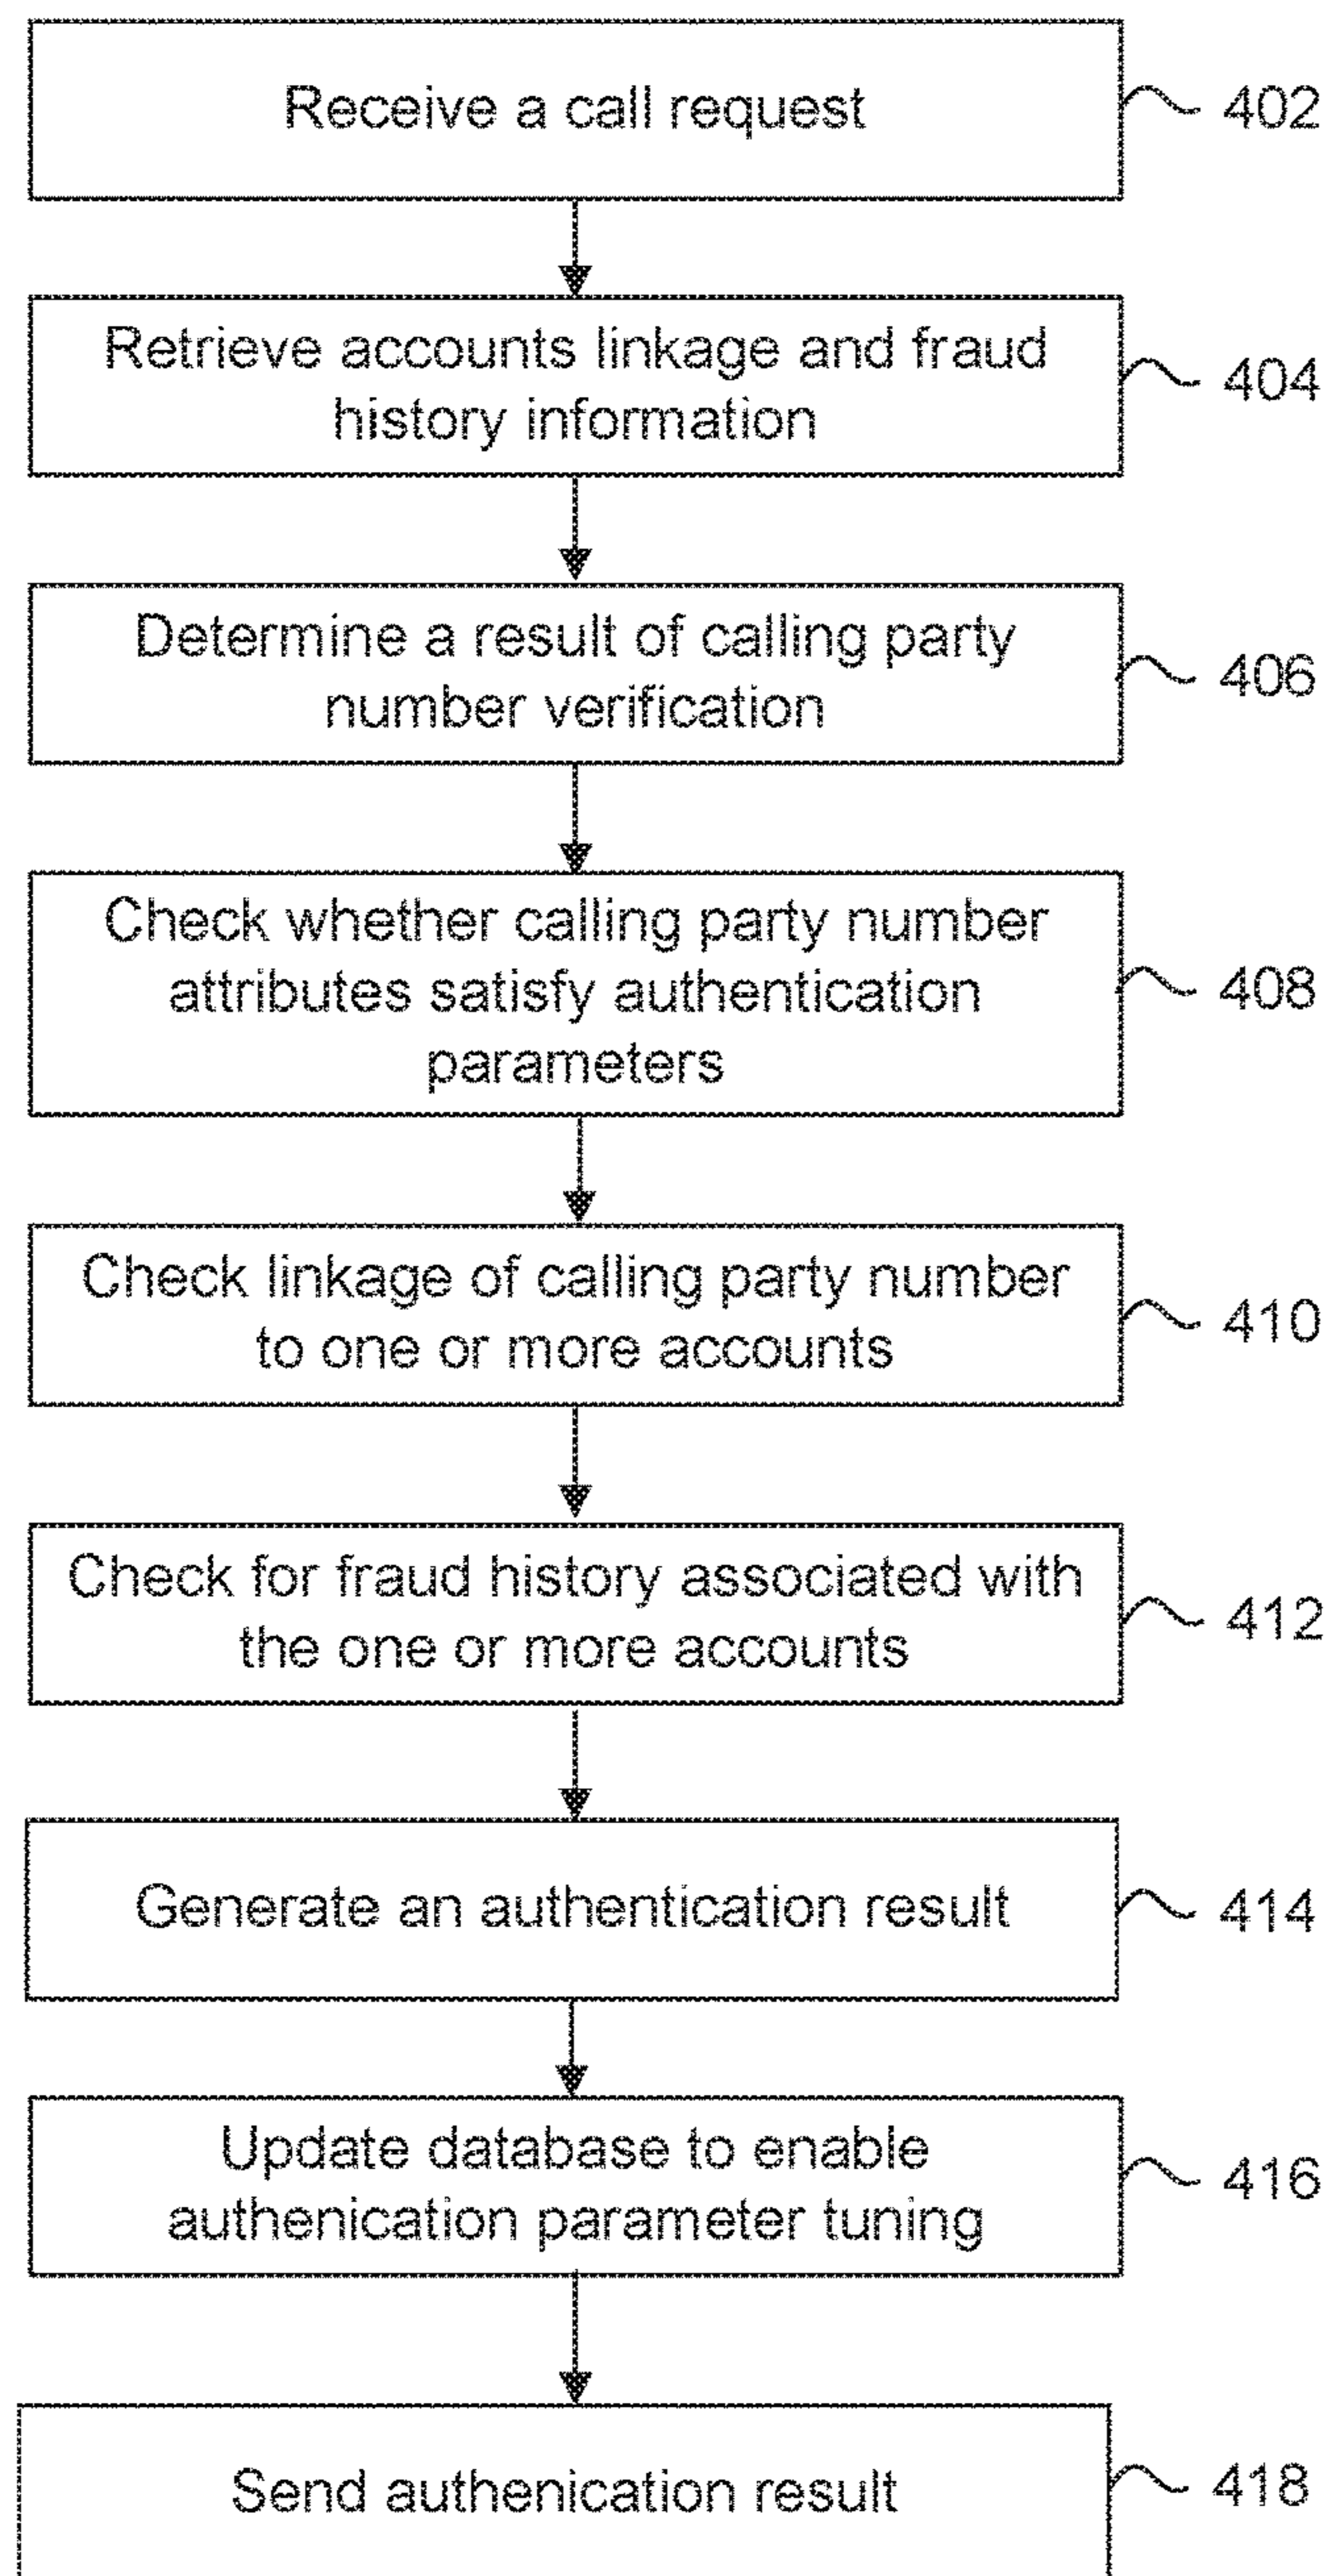 Receive a call request
402
Retrieve accounts linkage and fraud
history information
404
Determine a result of calling party
number verification
406
Check whether calling party number
attributes satisfy authentication
parameters
408
Check linkage of calling party number
to one or more accounts
410
Check for fraud history associated with
the one or more accounts
412
Generate an authentication result
414
Update database to enable
authenication parameter tuning
416
Send authenication result
418